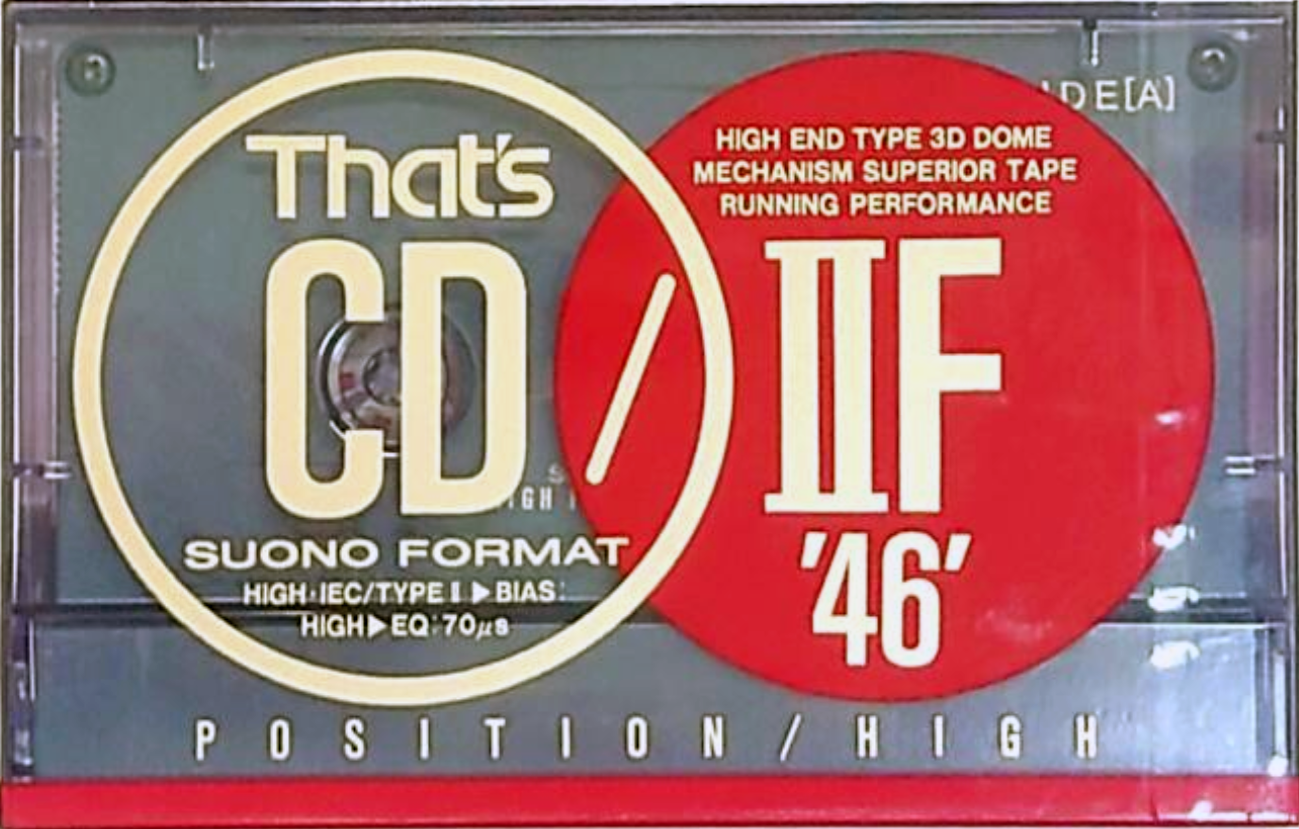 That's
CD/IIF
SUONO FORMAT
HIGH·IEC/TYPE II ▶ BIAS:
HIGH▶EQ:70μs
HIGH END TYPE 3D DOME
MECHANISM SUPERIOR TAPE
RUNNING PERFORMANCE
'46'
DE[A]
IGH
POSITION/HIGH